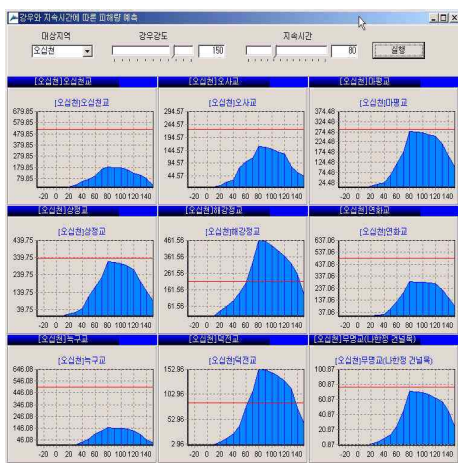 강우와 지속시간에 따른 피해량 예측
대상지역 강우강도 지속시간
오십천 150 80 실행
[오십천]오십천교 [오십천]오사교 [오십천]마평교
[오십천]오십천교 [오십천]오사교 [오십천]마평교
679.85 294.57 374.48
579.85 244.57 324.48
479.85 194.57 274.48
379.85 144.57 224.48
279.85 94.57 174.48
179.85 44.57 124.48
79.85 74.48
24.48
-20 0 20 40 60 80 100 120 140 -20 0 20 40 60 80 100 120 140 -20 0 20 40 60 80 100 120 140
[오십천]상정교 [오십천]해강정교 [오십천]연화교
[오십천]상정교 [오십천]해강정교 [오십천]연화교
439.75 461.56 637.06
339.75 361.56 537.06
239.75 261.56 437.06
139.75 161.56 337.06
39.75 61.56 237.06
137.06
37.06
-20 0 20 40 60 80 100 120 140 -20 0 20 40 60 80 100 120 140 -20 0 20 40 60 80 100 120 140
[오십천]녹구교 [오십천]덕전교 [오십천]무명교(나한정 건널목)
[오십천]녹구교 [오십천]덕전교 [오십천]무명교(나한정 건널목)
646.08 152.96 100.87
546.08 102.96 80.87
446.08 52.96 60.87
346.08 2.96 40.87
246.08 20.87
146.08 0.87
46.08
-20 0 20 40 60 80 100 120 140 -20 0 20 40 60 80 100 120 140 -20 0 20 40 60 80 100 120 140